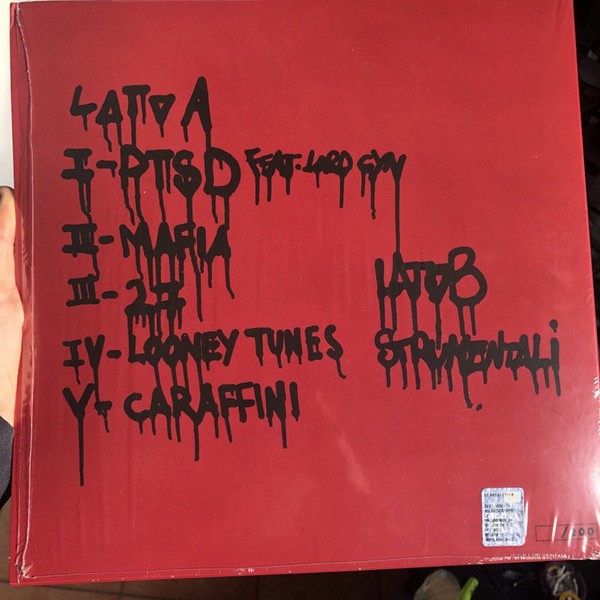 LATO A
I-PTSD FEAT. LORD GYN
II-MAFIA
III-27
IV-LOONEY TUNES
V-CARAFFINI
LATO B
STRUMENTALI
/200